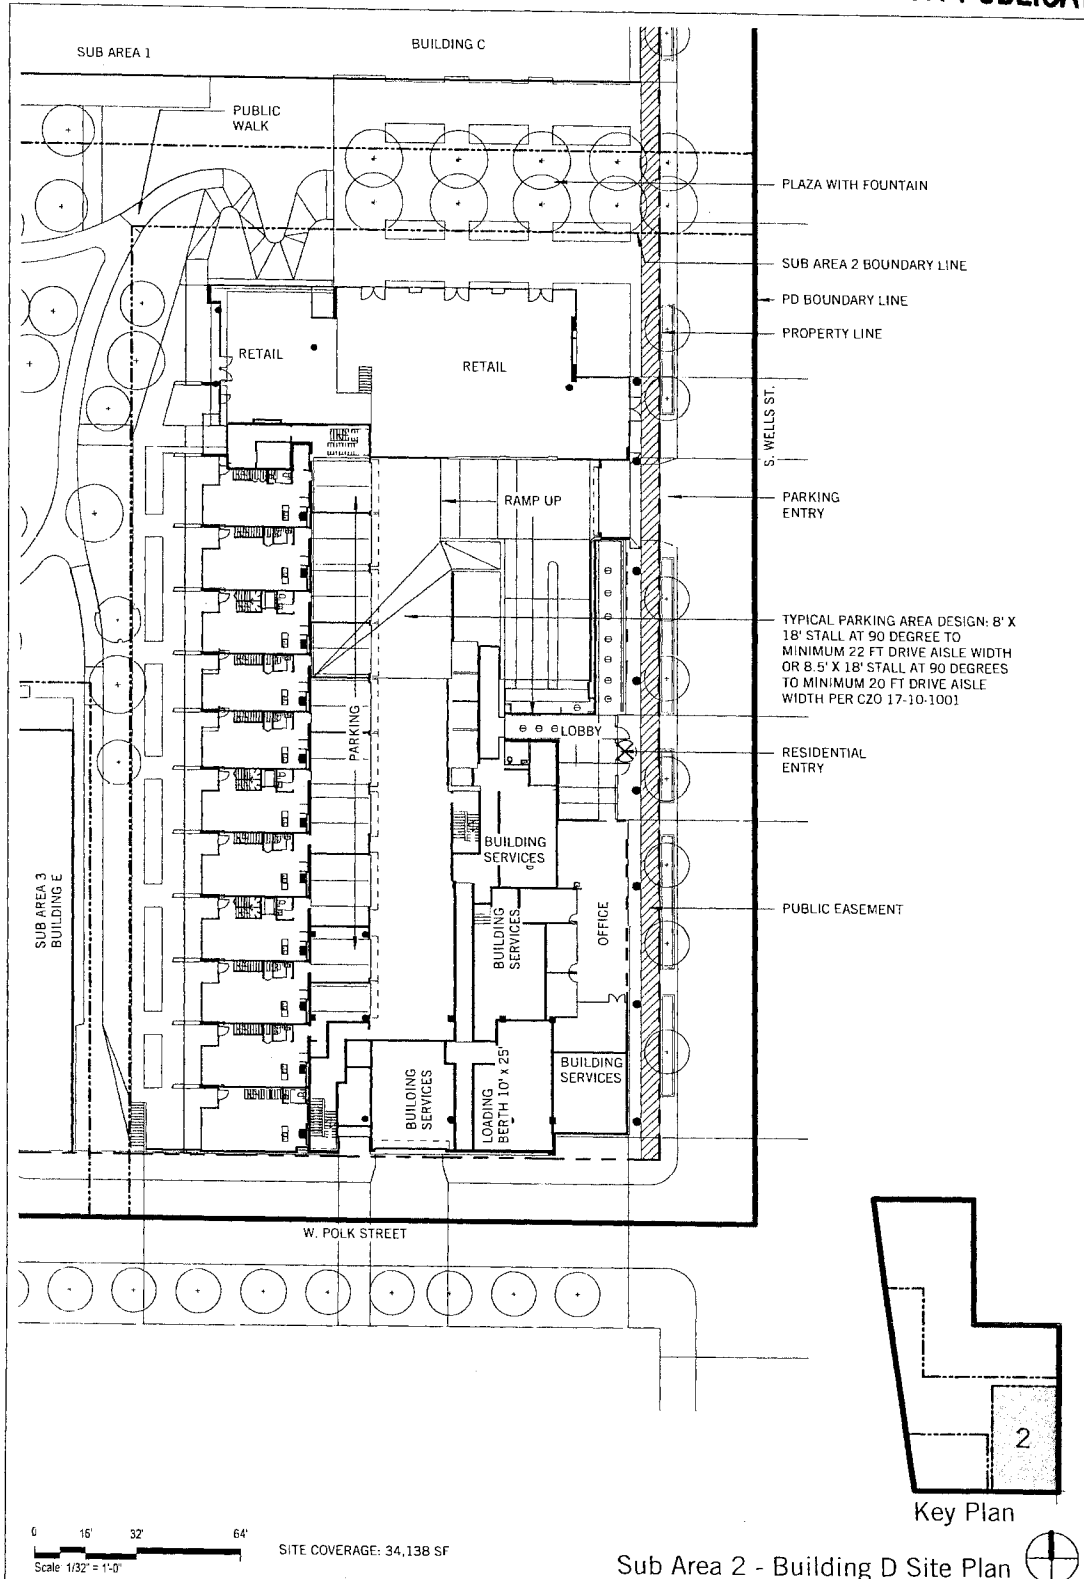 SUB AREA 1
BUILDING C
PUBLIC
WALK
PLAZA WITH FOUNTAIN
SUB AREA 2 BOUNDARY LINE
PD BOUNDARY LINE
PROPERTY LINE
RETAIL
RETAIL
S. WELLS ST.
RAMP UP
PARKING
ENTRY
TYPICAL PARKING AREA DESIGN: 8' X
18' STALL AT 90 DEGREE TO
MINIMUM 22 FT DRIVE AISLE WIDTH
OR 8.5' X 18' STALL AT 90 DEGREES
TO MINIMUM 20 FT DRIVE AISLE
WIDTH PER CZO 17-10-1001
PARKING
LOBBY
RESIDENTIAL
ENTRY
BUILDING
SERVICES
SUB AREA 3
BUILDING E
BUILDING
SERVICES
OFFICE
PUBLIC EASEMENT
BUILDING
SERVICES
LOADING
BERTH 10' X 25'
BUILDING
SERVICES
W. POLK STREET
2
Key Plan
0 16' 32' 64'
Scale 1/32" = 1'-0"
SITE COVERAGE: 34,138 SF
Sub Area 2 - Building D Site Plan